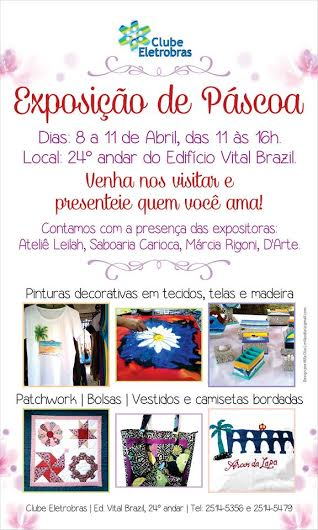 Clube
Eletrobras
Exposição de Páscoa
Dias: 8 a 11 de Abril, das 11 às 16h.
Local: 24º andar do Edifício Vital Brazil.
Venha nos visitar e
presenteie quem você ama!
Contamos com a presença das expositoras:
Ateliê Leilah, Saboaria Carioca, Márcia Rigoni, D'Arte.
Pinturas decorativas em tecidos, telas e madeira
Patchwork | Bolsas | Vestidos e camisetas bordadas
Arcos da Lapa
Clube Eletrobras | Ed. Vital Brazil, 24º andar | Tel: 2514-5356 e 2514-5479